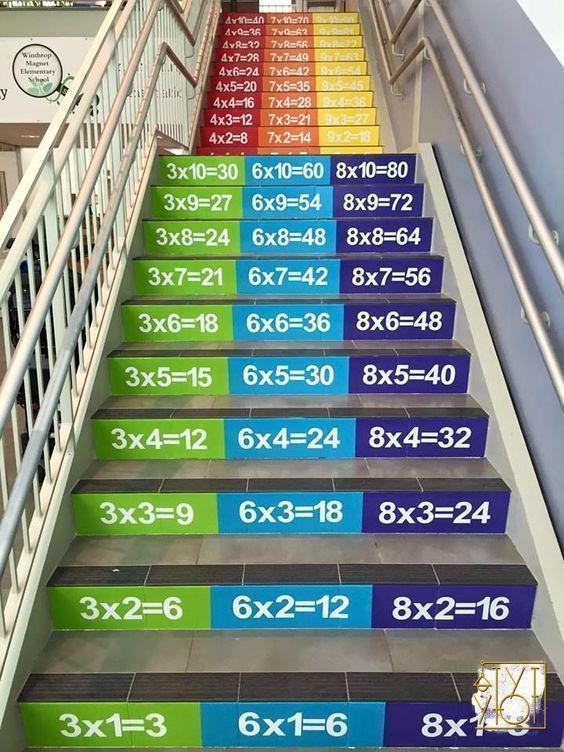 4x10=40 7x10=70 9x10=90
4x9=36 7x9=63 9x9=81
4x8=32 7x8=56 9x8=72
4x7=28 7x7=49 9x7=63
4x6=24 7x6=42 9x6=54
4x5=20 7x5=35 9x5=45
4x4=16 7x4=28 9x4=36
4x3=12 7x3=21 9x3=27
4x2=8 7x2=14 9x2=18
Winthrop
Magnet
Elementary
School
3x10=30 6x10=60 8x10=80
3x9=27 6x9=54 8x9=72
3x8=24 6x8=48 8x8=64
3x7=21 6x7=42 8x7=56
3x6=18 6x6=36 8x6=48
3x5=15 6x5=30 8x5=40
3x4=12 6x4=24 8x4=32
3x3=9 6x3=18 8x3=24
3x2=6 6x2=12 8x2=16
3x1=3 6x1=6 8x1=